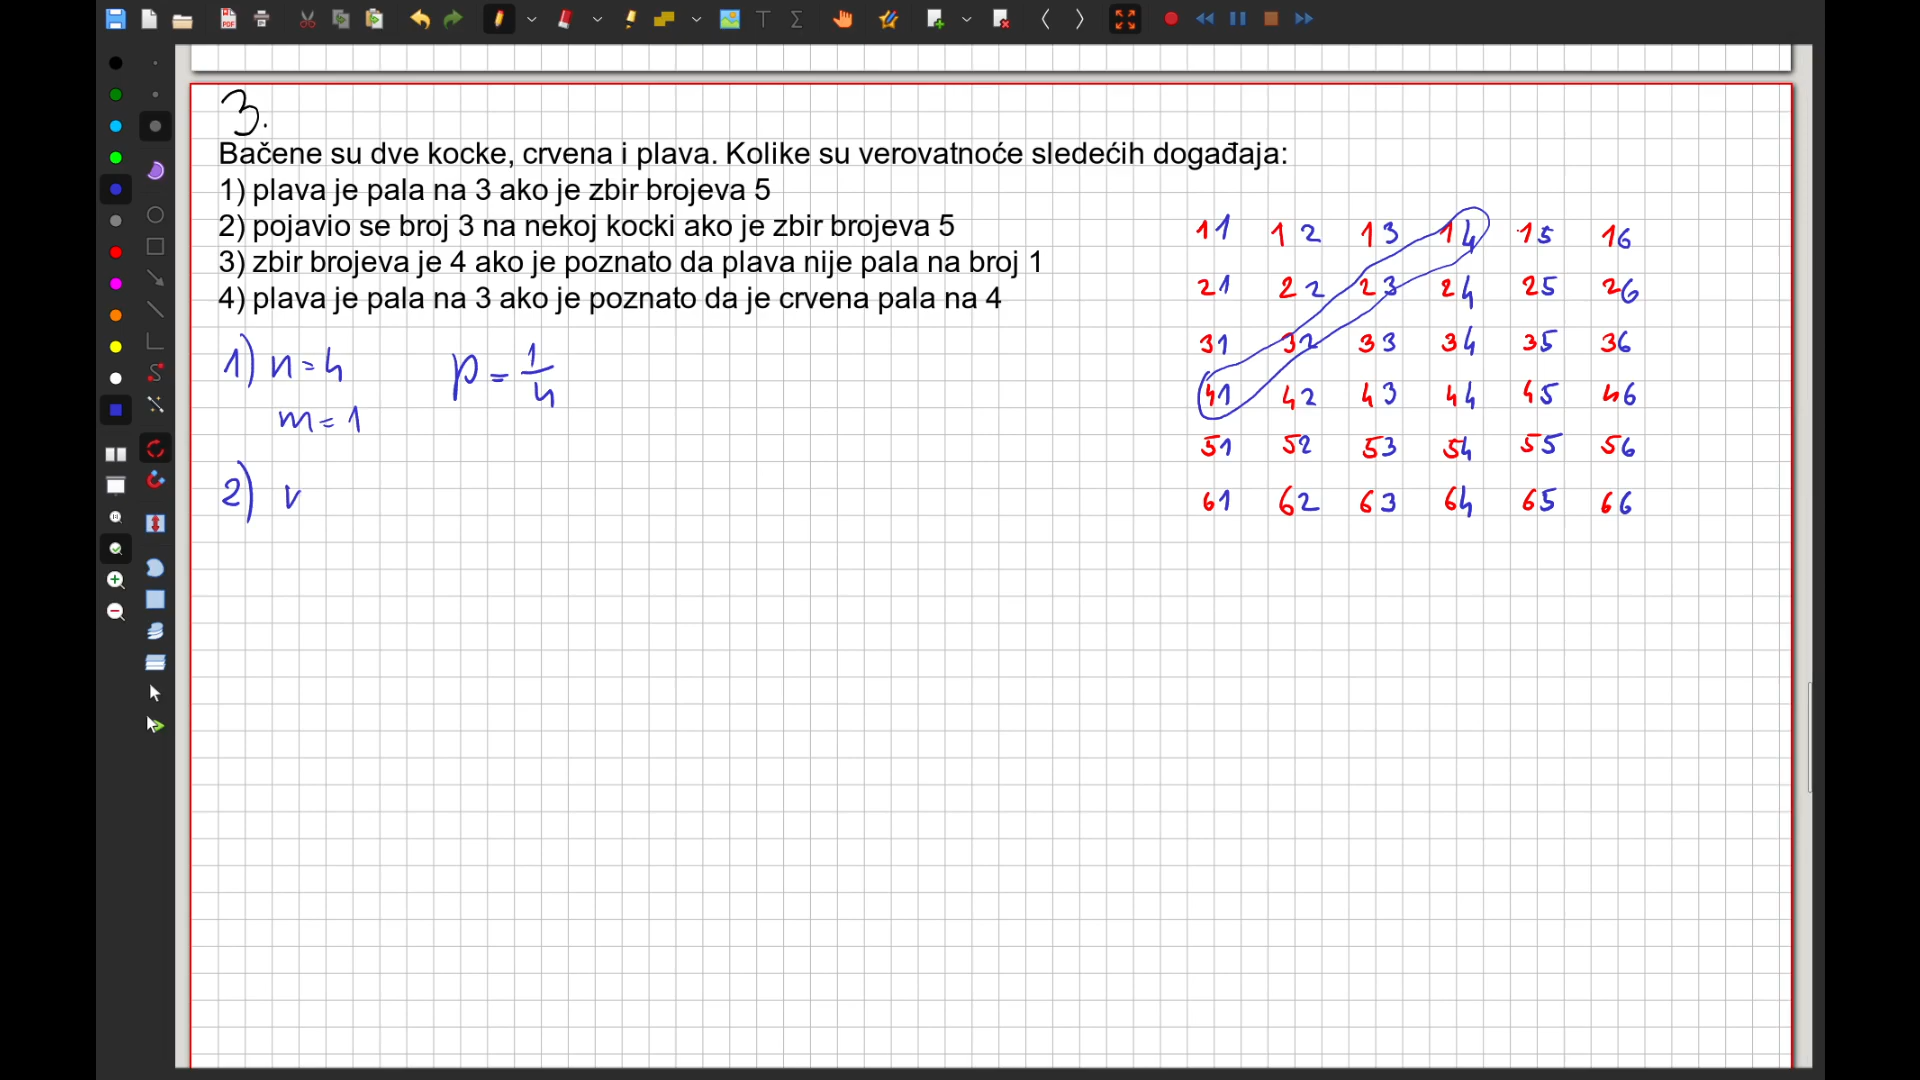 3.
Bačene su dve kocke, crvena i plava. Kolike su verovatnoće sledećih događaja:
1) plava je pala na 3 ako je zbir brojeva 5
2) pojavio se broj 3 na nekoj kocki ako je zbir brojeva 5
3) zbir brojeva je 4 ako je poznato da plava nije pala na broj 1
4) plava je pala na 3 ako je poznato da je crvena pala na 4
1) n = 4 p = 1/4
m = 1
2) v
11 12 13 14 15 16
21 22 23 24 25 26
31 32 33 34 35 36
41 42 43 44 45 46
51 52 53 54 55 56
61 62 63 64 65 66